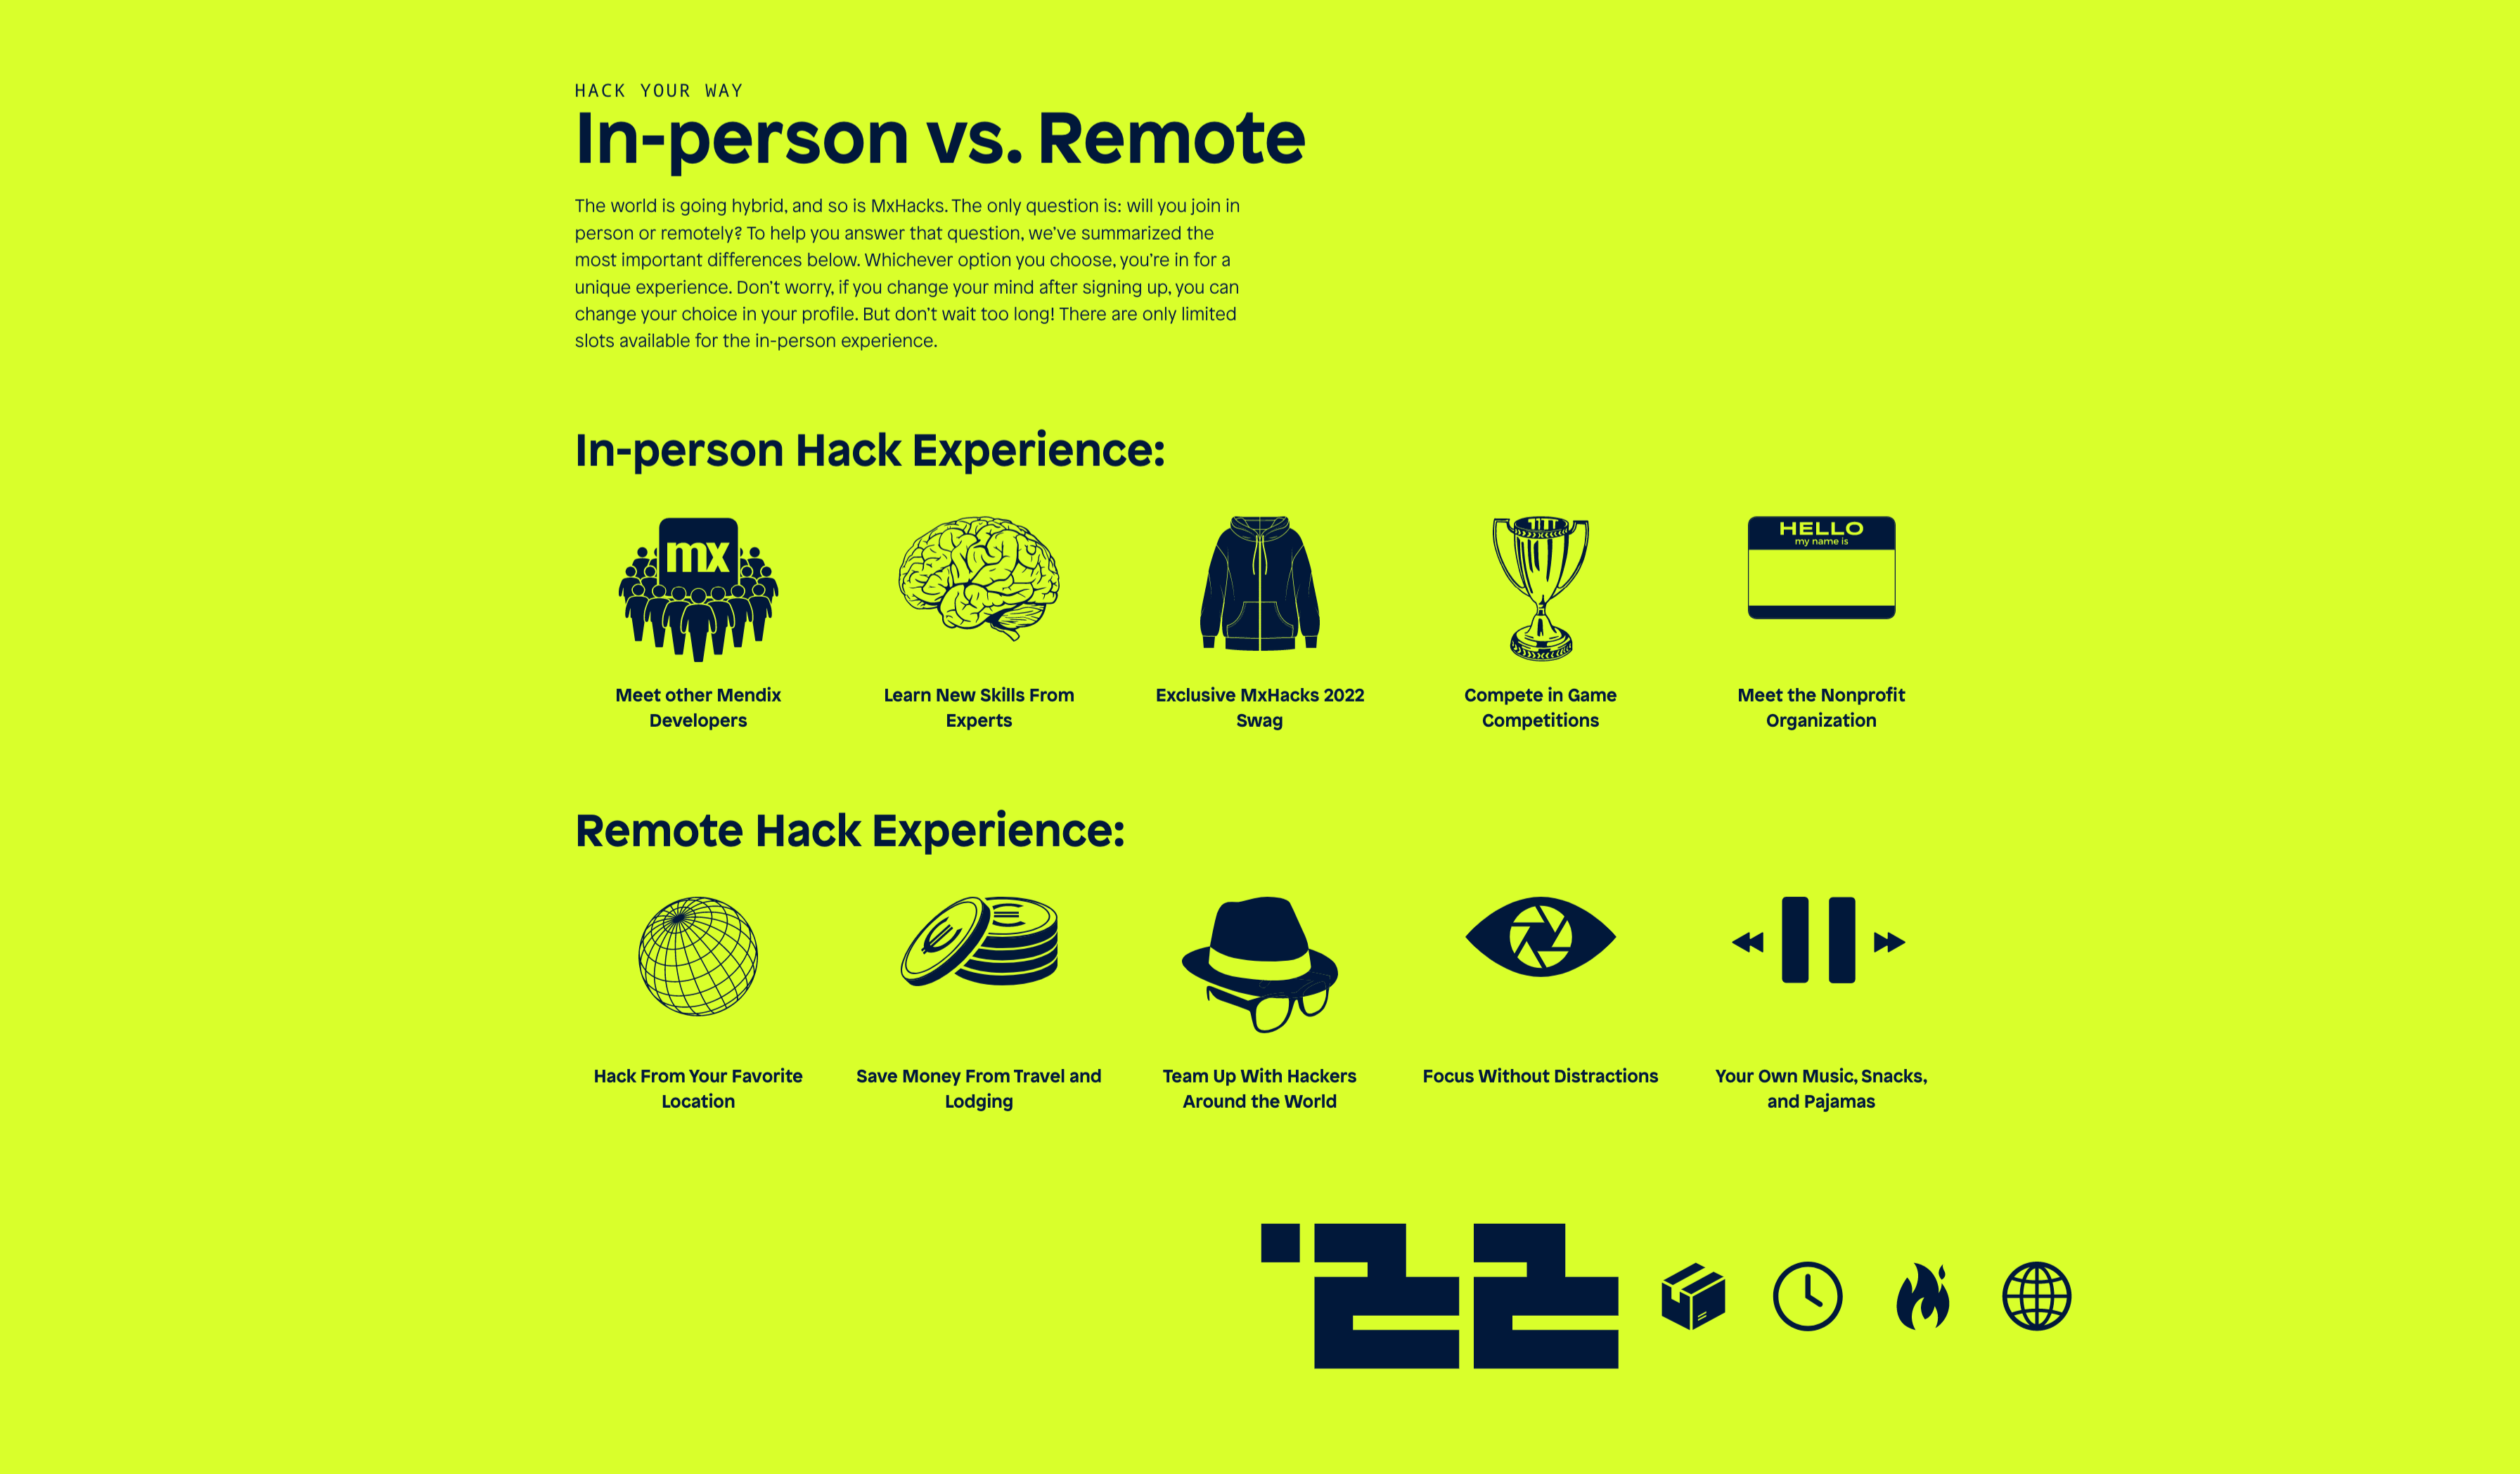 HACK YOUR WAY
In-person vs. Remote
The world is going hybrid, and so is MxHacks. The only question is: will you join in
person or remotely? To help you answer that question, we’ve summarized the
most important differences below. Whichever option you choose, you’re in for a
unique experience. Don’t worry, if you change your mind after signing up, you can
change your choice in your profile. But don’t wait too long! There are only limited
slots available for the in-person experience.
In-person Hack Experience:
mx
HELLO
my name is
Meet other Mendix
Developers
Learn New Skills From
Experts
Exclusive MxHacks 2022
Swag
Compete in Game
Competitions
Meet the Nonprofit
Organization
Remote Hack Experience:
€ €
Hack From Your Favorite
Location
Save Money From Travel and
Lodging
Team Up With Hackers
Around the World
Focus Without Distractions
Your Own Music, Snacks,
and Pajamas
'22